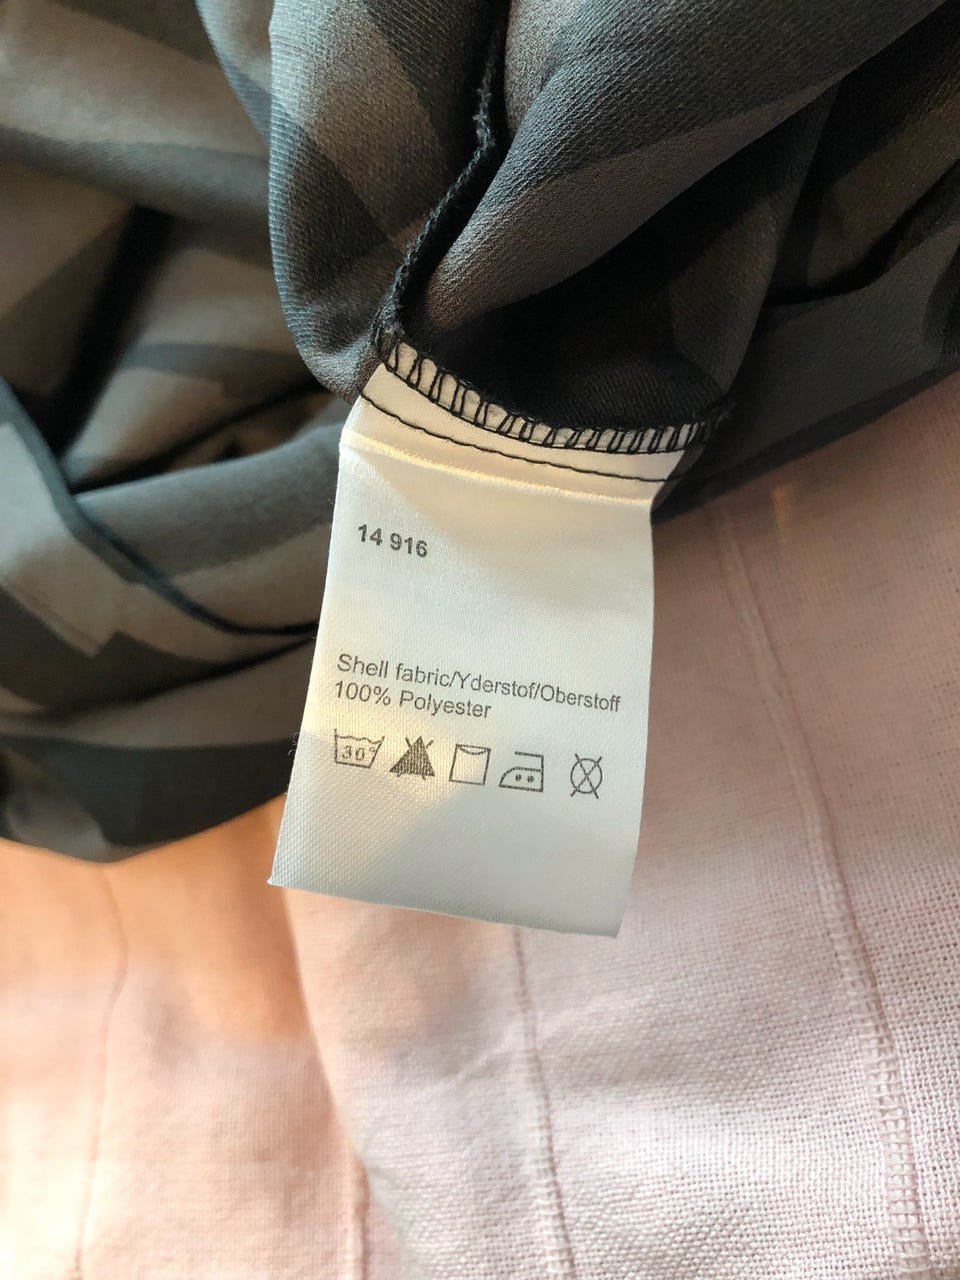 14 916
Shell fabric/Yderstof/Oberstoff
100% Polyester
30°